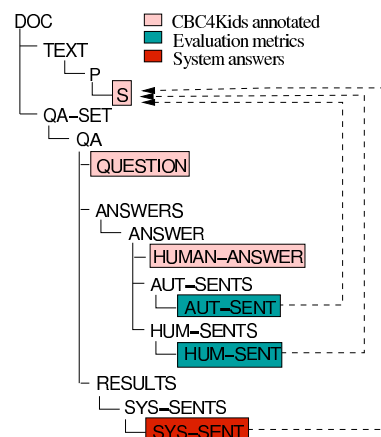 DOC
CBC4Kids annotated
Evaluation metrics
System answers
TEXT
P
S
QA-SET
QA
QUESTION
ANSWERS
ANSWER
HUMAN-ANSWER
AUT-SENTS
AUT-SENT
HUM-SENTS
HUM-SENT
RESULTS
SYS-SENTS
SYS-SENT